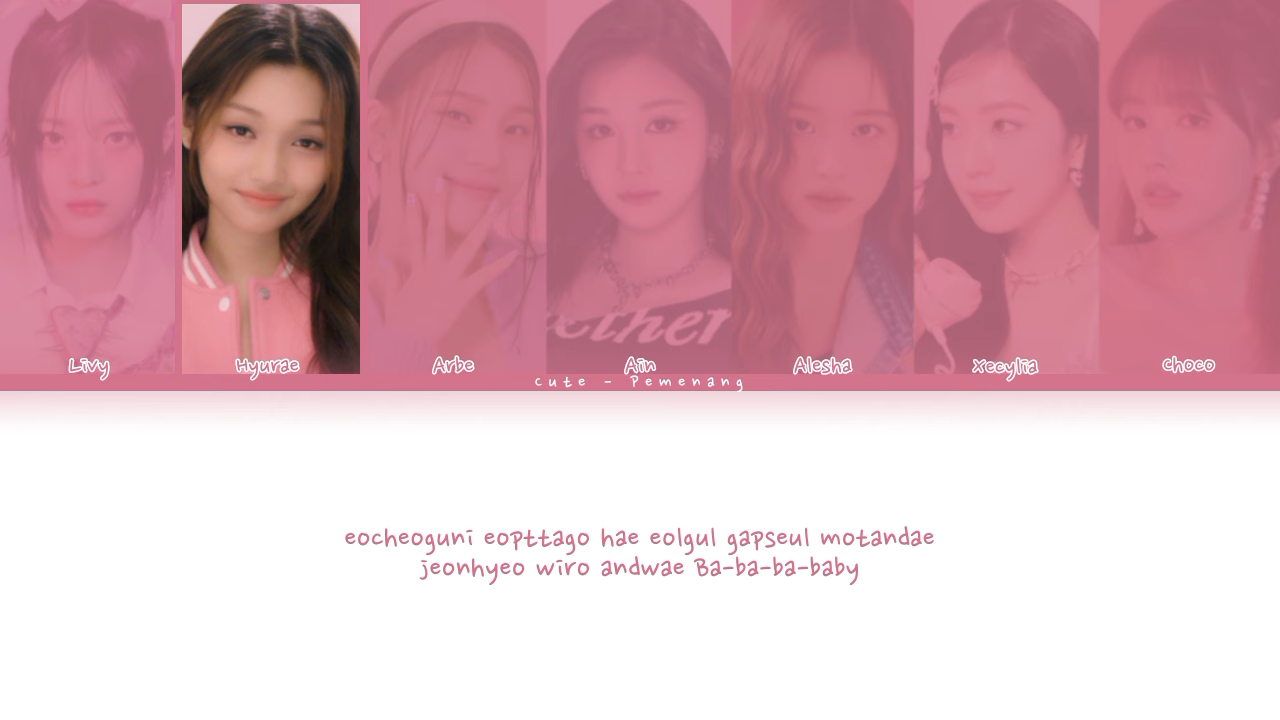 ether
Livy
Hyurae
Arbe
Ain
Alesha
Xecylia
Choco
Cute - Pemenang
eocheoguni eopttago hae eolgul gapseul motandae
jeonhyeo wiro andwae Ba-ba-ba-baby